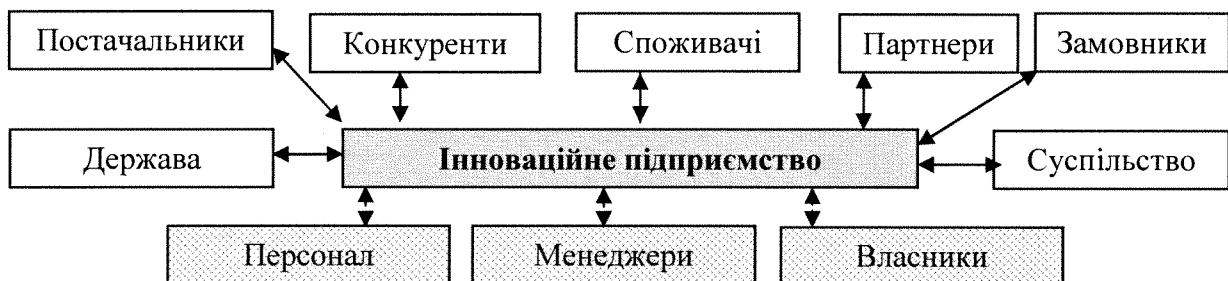 Постачальники
Конкуренти
Споживачі
Партнери
Замовники
Держава
Інноваційне підприємство
Суспільство
Персонал
Менеджери
Власники